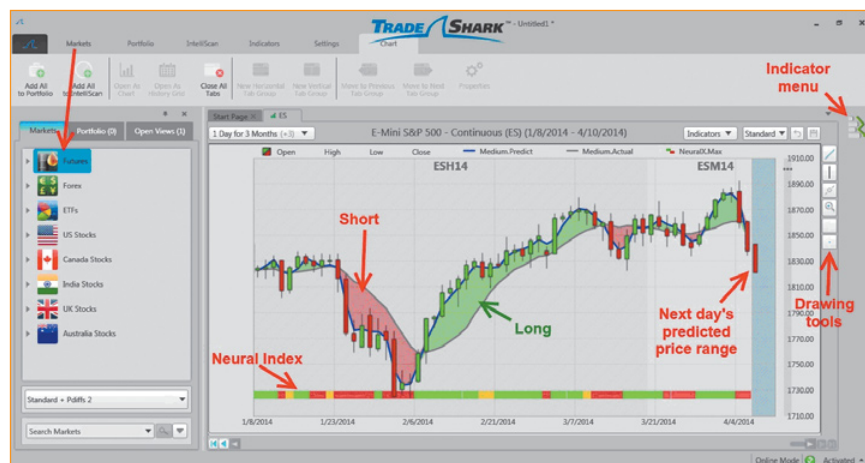 TRADE SHARK™ - Untitled1 *
Markets Portfolio IntelliScan Indicators Settings Chart
Add All to Portfolio
Add All to IntelliScan
Open As Chart
Open As History Grid
Close All Tabs
New Horizontal Tab Group
New Vertical Tab Group
Move to Previous Tab Group
Move to Next Tab Group
Properties
Indicator
menu
Start Page ES
Markets Portfolio (0) Open Views (1)
1 Day for 3 Months (+3) E-Mini S&P 500 - Continuous (ES) (1/8/2014 - 4/10/2014) Indicators Standard
Open High Low Close Medium.Predict Medium.Actual NeuralX.Max
ESH14 ESM14
Futures
Forex
ETFs
US Stocks
Canada Stocks
India Stocks
UK Stocks
Australia Stocks
Short
Long
Neural Index
Next day's
predicted
price range
Drawing
tools
1910.00
1890.00
1870.00
1850.00
1830.00
1810.00
1790.00
1770.00
1750.00
1730.00
1710.00
1/8/2014 1/23/2014 2/6/2014 2/21/2014 3/7/2014 3/21/2014 4/4/2014
Standard + Pdiffs 2
Search Markets
Online Mode Activated